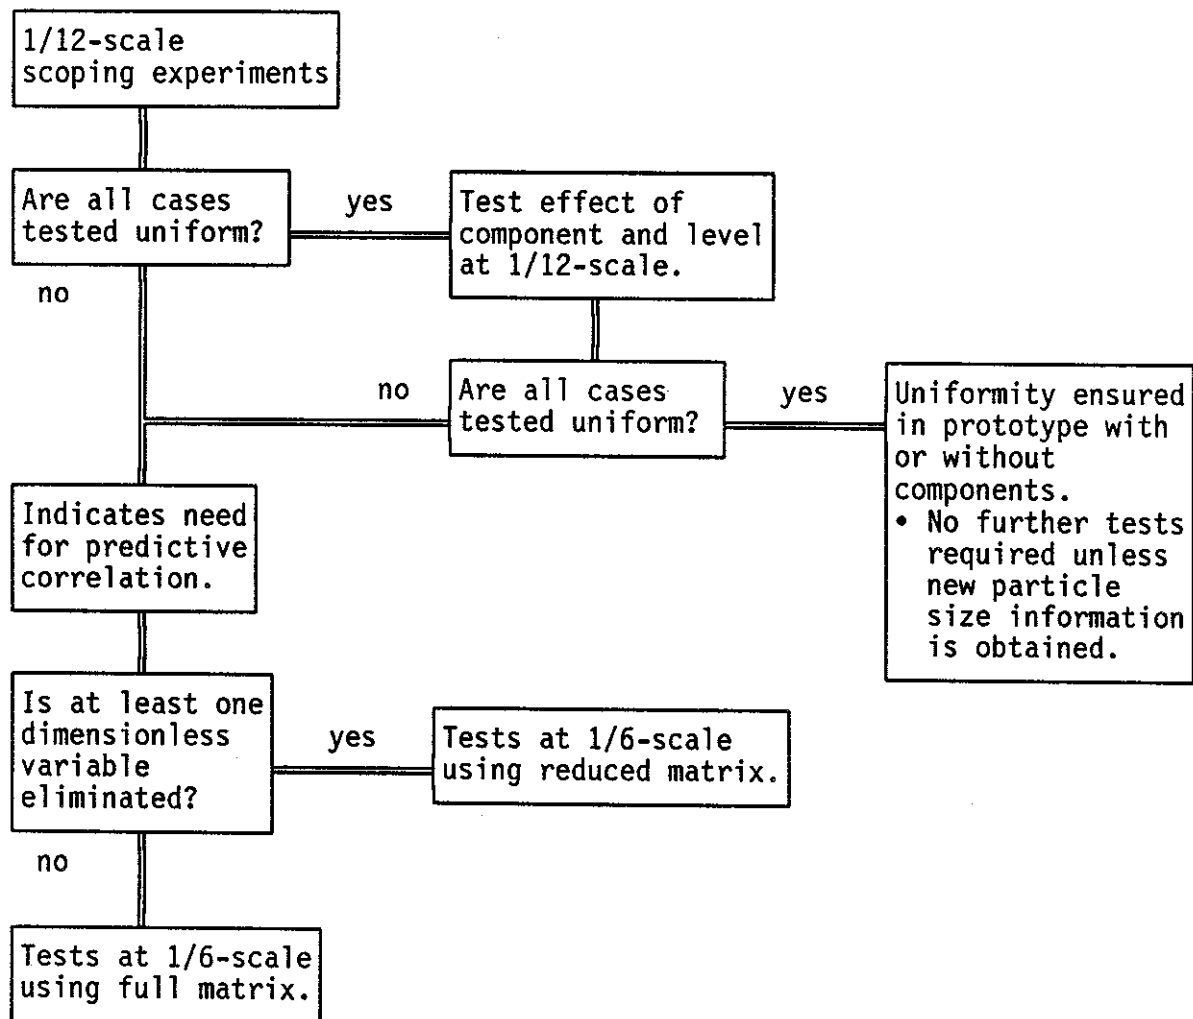 1/12-scale
scoping experiments
Are all cases
tested uniform?
yes
Test effect of
component and level
at 1/12-scale.
no
no
Are all cases
tested uniform?
yes
Uniformity ensured
in prototype with
or without
components.
• No further tests
required unless
new particle
size information
is obtained.
Indicates need
for predictive
correlation.
Is at least one
dimensionless
variable
eliminated?
yes
Tests at 1/6-scale
using reduced matrix.
no
Tests at 1/6-scale
using full matrix.